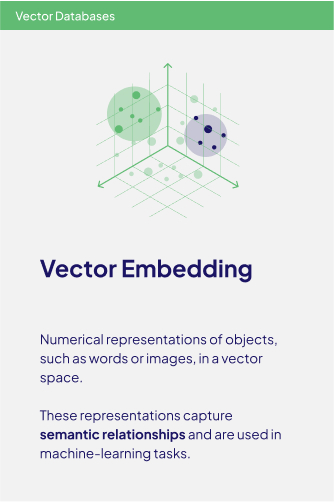 Vector Databases
Vector Embedding
Numerical representations of objects,
such as words or images, in a vector
space.
These representations capture
semantic relationships and are used in
machine-learning tasks.